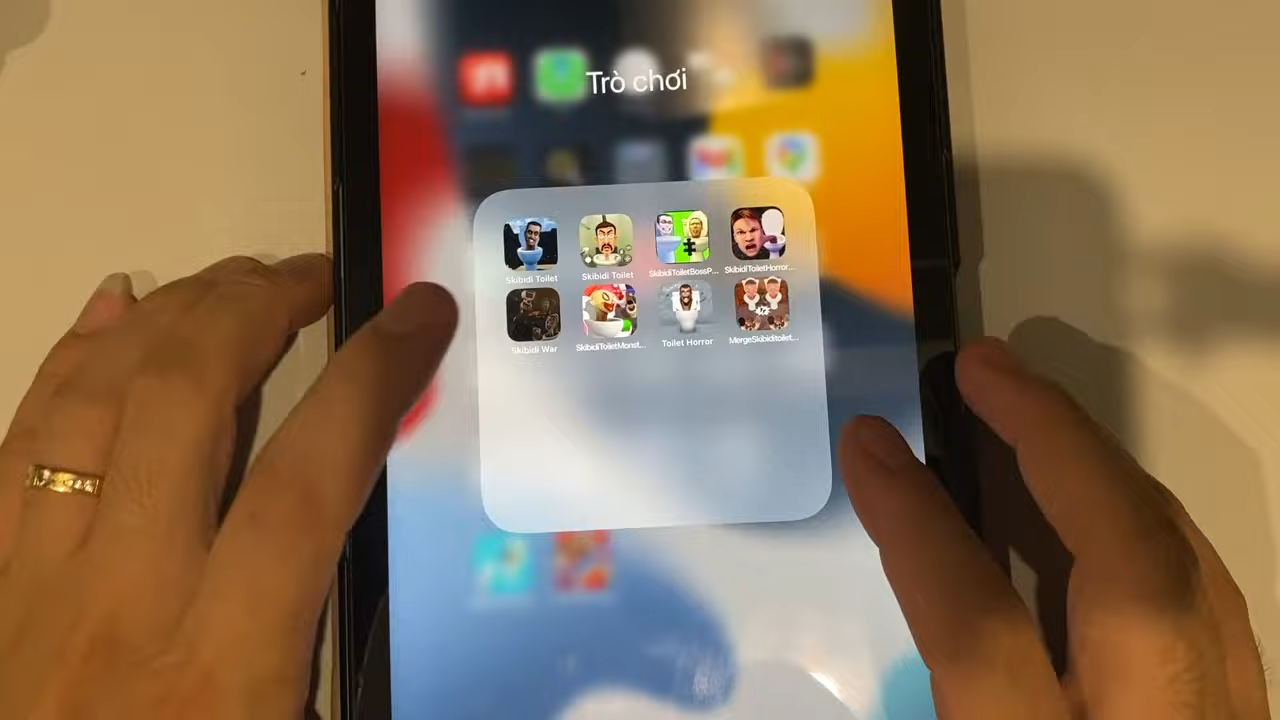 Trò chơi
Skibidi Toilet
Skibidi Toilet
SkibidiToiletBossP...
SkibidiToiletHorror...
Skibidi War
SkibidiToiletMonst...
Toilet Horror
MergeSkibiditoilet...